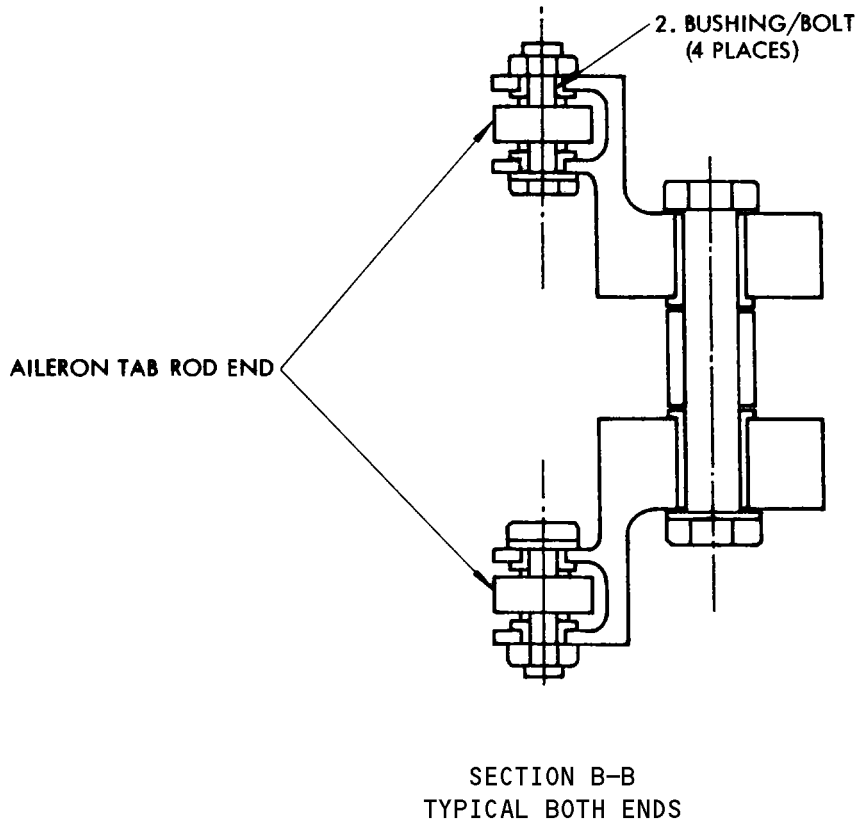 2. BUSHING/BOLT
(4 PLACES)
AILERON TAB ROD END
SECTION B-B
TYPICAL BOTH ENDS